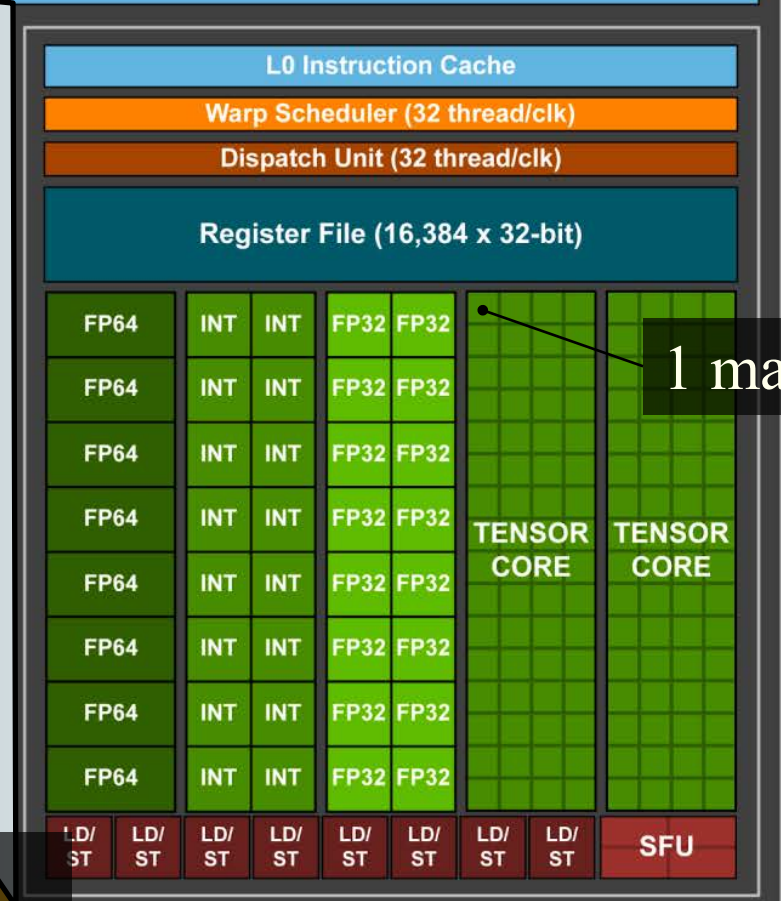 L0 Instruction Cache
Warp Scheduler (32 thread/clk)
Dispatch Unit (32 thread/clk)
Register File (16,384 x 32-bit)
FP64 INT INT FP32 FP32
1 ma
FP64 INT INT FP32 FP32
FP64 INT INT FP32 FP32
FP64 INT INT FP32 FP32
TENSOR CORE TENSOR CORE
FP64 INT INT FP32 FP32
FP64 INT INT FP32 FP32
FP64 INT INT FP32 FP32
FP64 INT INT FP32 FP32
LD/ LD/ LD/ LD/ LD/ LD/ LD/ LD/
ST ST ST ST ST ST ST ST
SFU